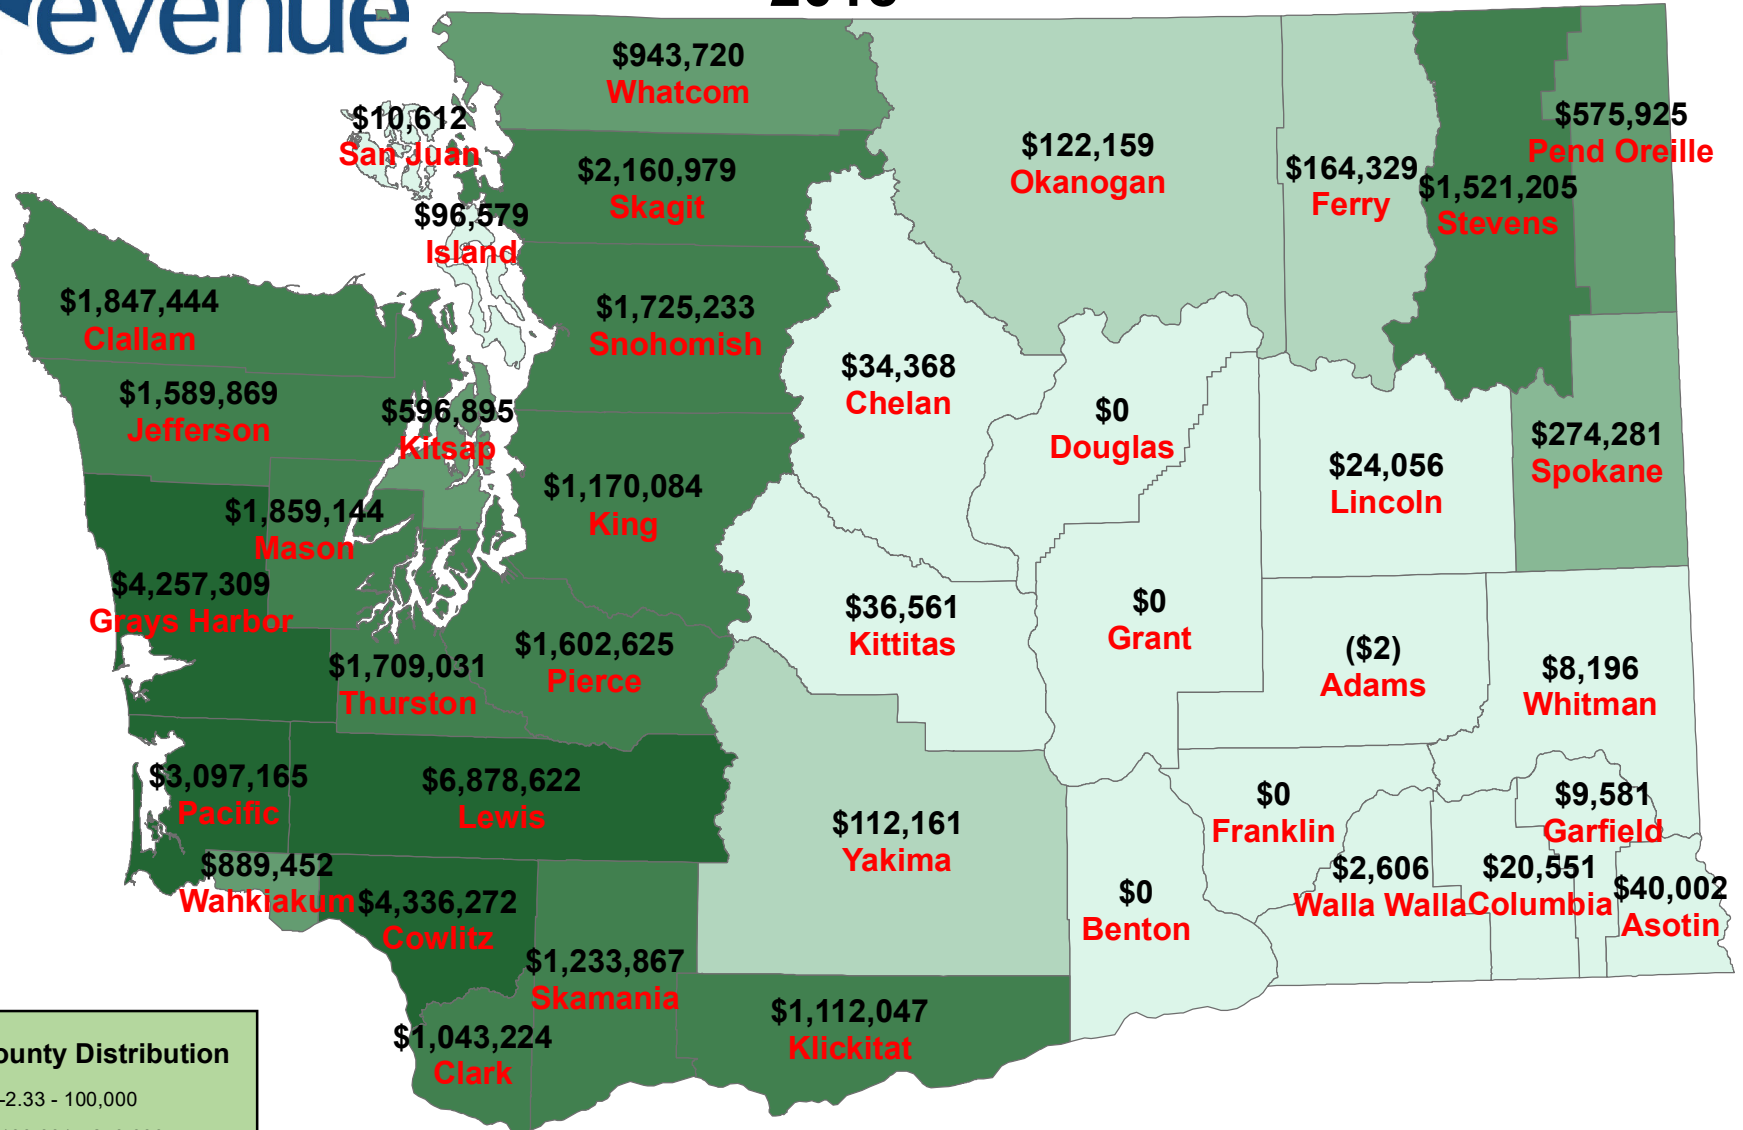 evenue
$943,720
Whatcom
$10,612
San Juan
$2,160,979
Skagit
$96,579
Island
$122,159
Okanogan
$164,329
Ferry
$1,521,205
Stevens
$575,925
Pend Oreille
$1,847,444
Clallam
$1,725,233
Snohomish
$1,589,869
Jefferson
$596,895
Kitsap
$34,368
Chelan
$0
Douglas
$24,056
Lincoln
$274,281
Spokane
$1,170,084
King
$1,859,144
Mason
$4,257,309
Grays Harbor
$36,561
Kittitas
$0
Grant
($2)
Adams
$8,196
Whitman
$1,709,031
Thurston
$1,602,625
Pierce
$3,097,165
Pacific
$6,878,622
Lewis
$112,161
Yakima
$0
Franklin
$9,581
Garfield
$889,452
Wahkiakum
$4,336,272
Cowlitz
$0
Benton
$2,606
Walla Walla
$20,551
Columbia
$40,002
Asotin
$1,233,867
Skamania
$1,112,047
Klickitat
$1,043,224
Clark
ounty Distribution
-2.33 - 100,000